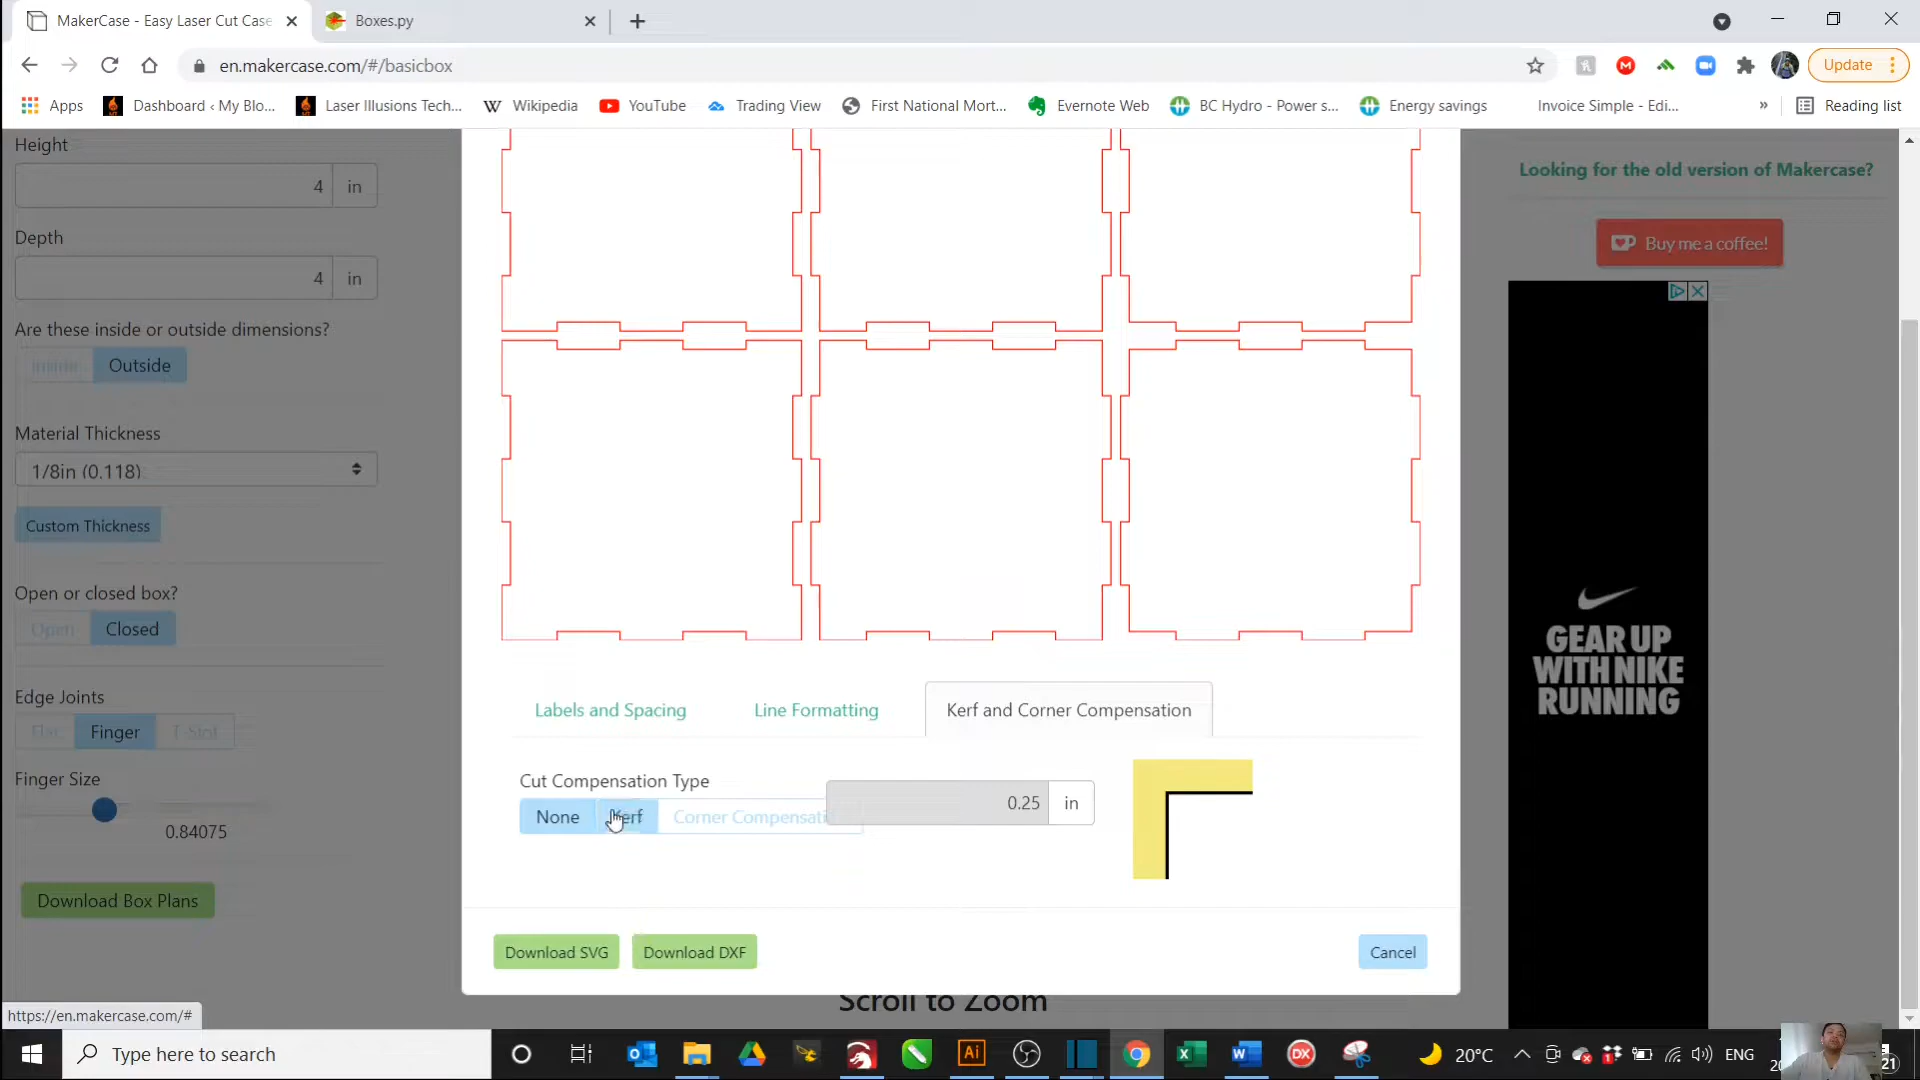 MakerCase - Easy Laser Cut Case
Boxes.py
en.makercase.com/#/basicbox
Update
Apps
Dashboard ‹ My Blo...
Laser Illusions Tech...
Wikipedia
YouTube
Trading View
First National Mort...
Evernote Web
BC Hydro - Power s...
Energy savings
Invoice Simple - Edi...
»
Reading list
Height
4 in
Depth
4 in
Are these inside or outside dimensions?
Inside Outside
Material Thickness
1/8in (0.118)
Custom Thickness
Open or closed box?
Open Closed
Edge Joints
Flat Finger T-Slot
Finger Size
0.84075
Download Box Plans
Labels and Spacing
Line Formatting
Kerf and Corner Compensation
Cut Compensation Type
None Kerf Corner Compensati
0.25 in
Download SVG
Download DXF
Cancel
Scroll to Zoom
Looking for the old version of Makercase?
Buy me a coffee!
GEAR UP
WITH NIKE
RUNNING
https://en.makercase.com/#
Type here to search
20°C
ENG
21